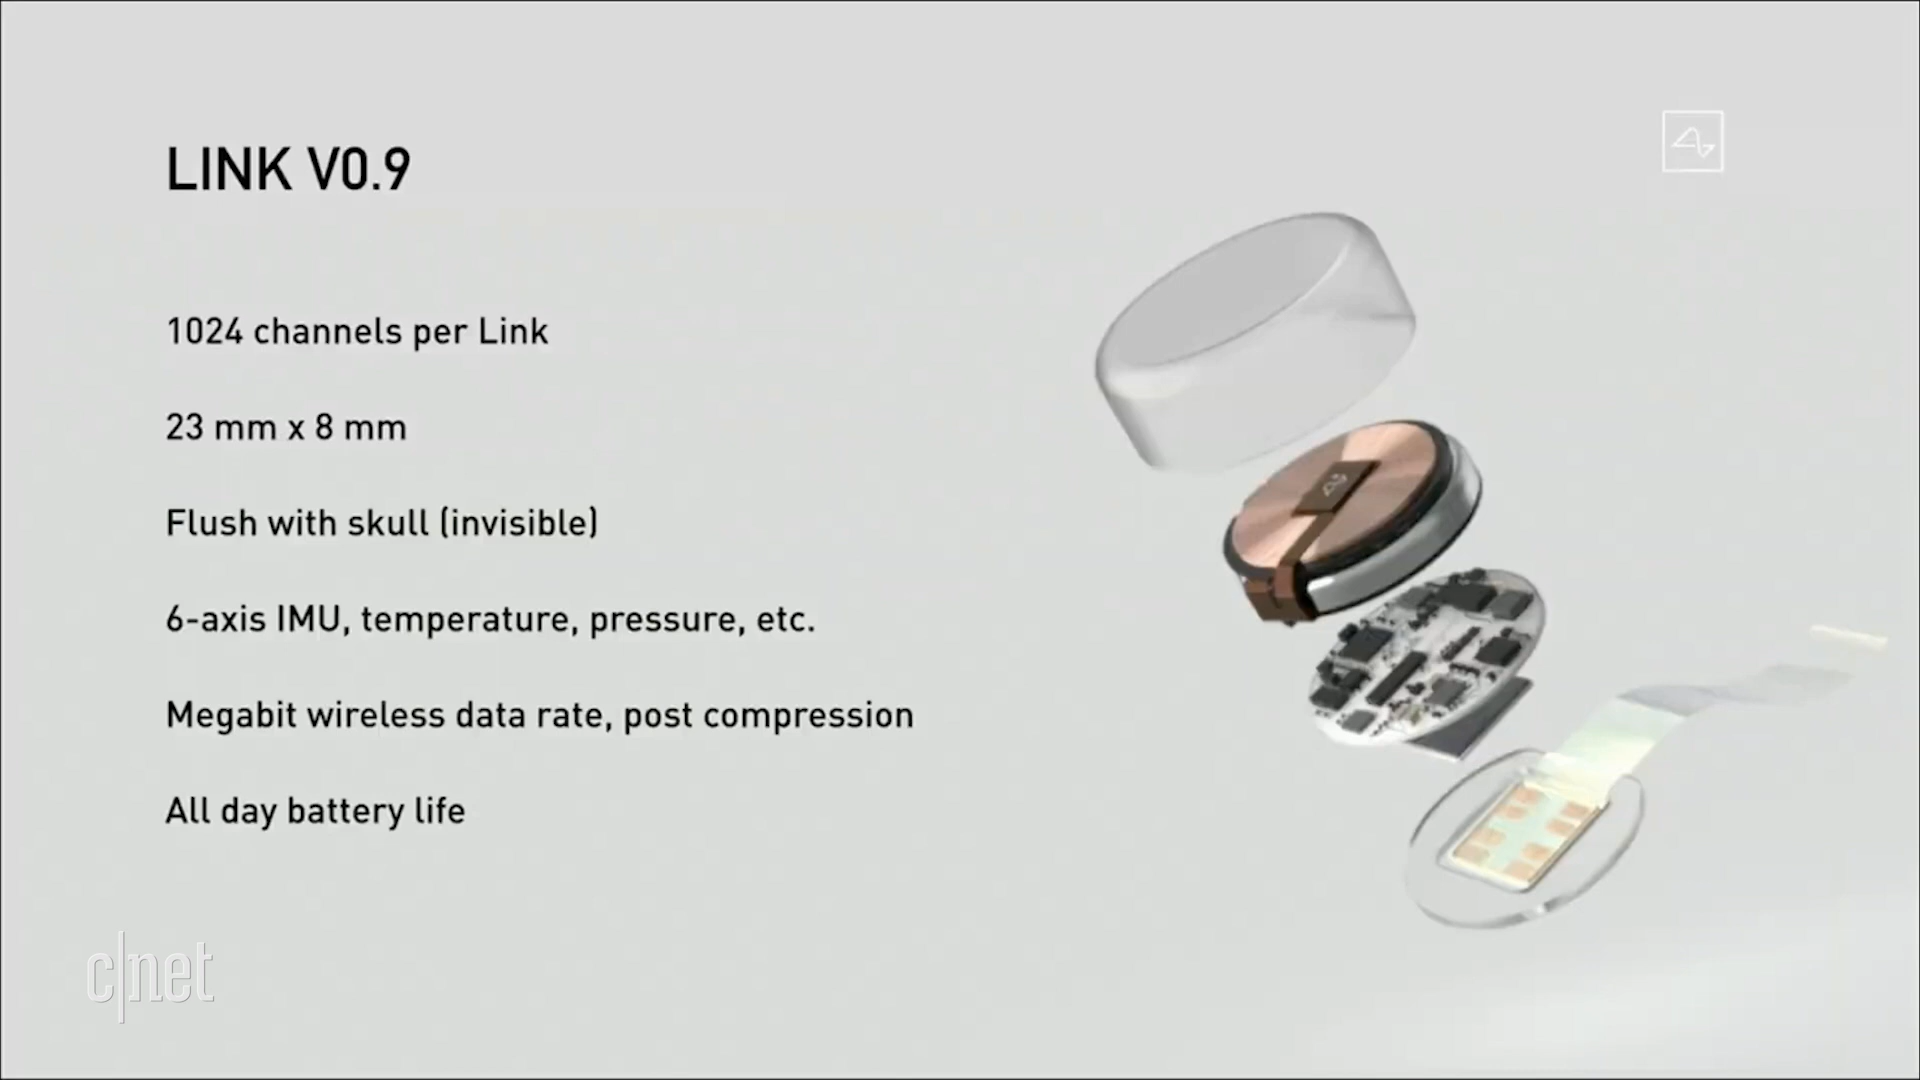 LINK V0.9
1024 channels per Link
23 mm x 8 mm
Flush with skull (invisible)
6-axis IMU, temperature, pressure, etc.
Megabit wireless data rate, post compression
All day battery life
c|net